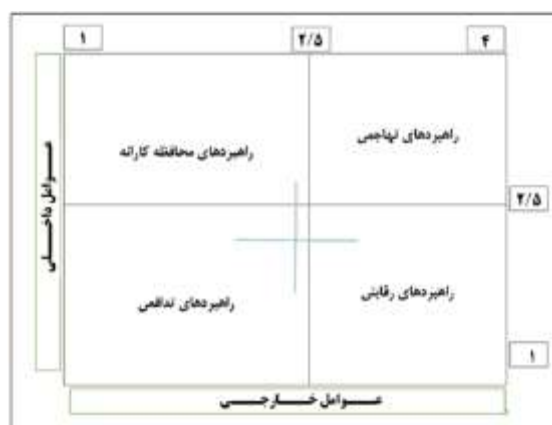 ۴
۲/۵
۱
راهبردهای تهاجمی
راهبردهای محافظه کارانه
۲/۵
راهبردهای رقابتی
راهبردهای تدافعی
۱
عوامل داخلی
عوامل خارجی